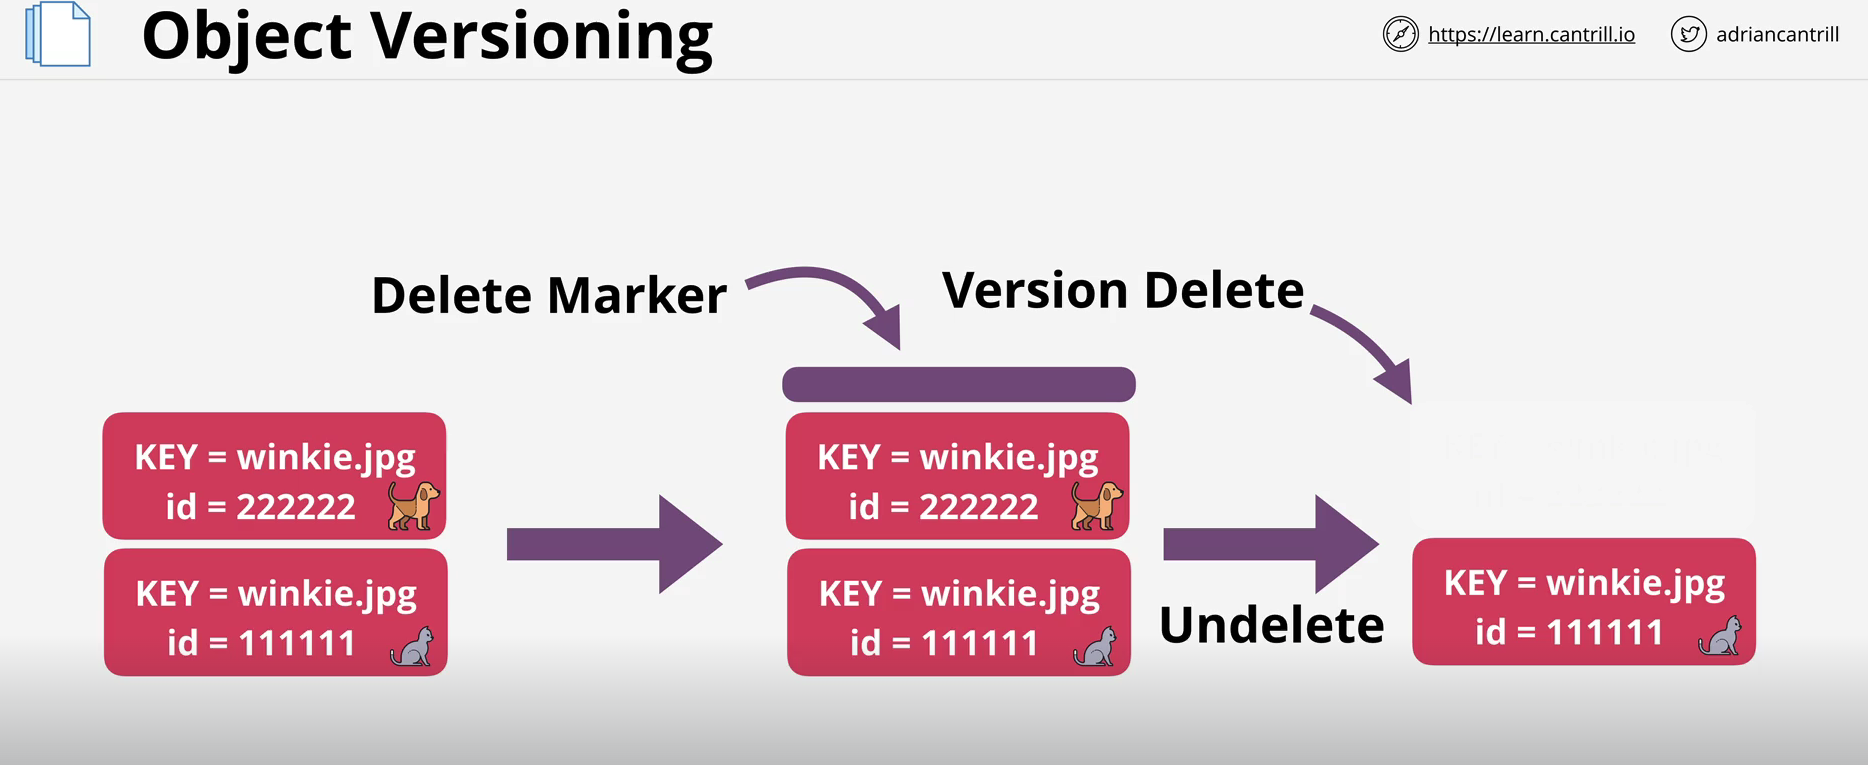 Object Versioning
https://learn.cantrill.io
adriancantrill
Delete Marker
Version Delete
KEY = winkie.jpg
id = 222222
KEY = winkie.jpg
id = 111111
KEY = winkie.jpg
id = 222222
KEY = winkie.jpg
id = 111111
Undelete
KEY = winkie.jpg
id = 111111